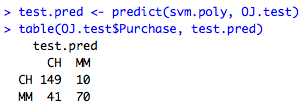 > test.pred <- predict(svm.poly, OJ.test)
> table(OJ.test$Purchase, test.pred)
    test.pred
      CH  MM
  CH 149  10
  MM  41  70